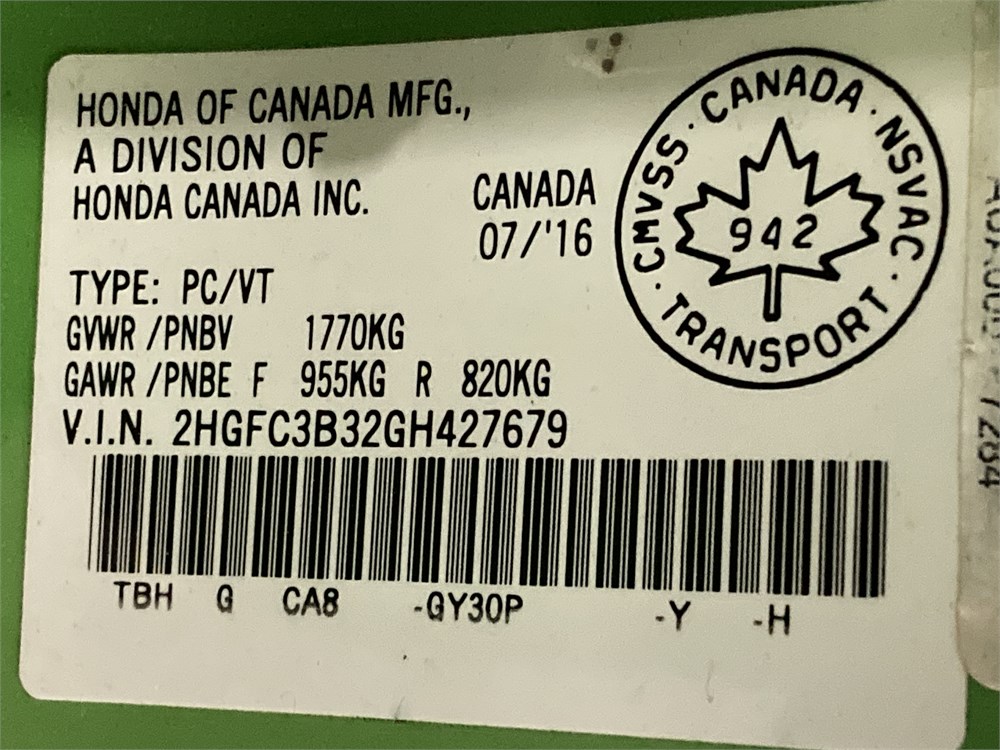 HONDA OF CANADA MFG.,
A DIVISION OF
HONDA CANADA INC.
CANADA
07/'16
CMVSS · CANADA · NSVAC · TRANSPORT ·
942
TYPE: PC/VT
GVWR /PNBV 1770KG
GAWR /PNBE F 955KG R 820KG
V.I.N. 2HGFC3B32GH427679
TBH G CA8 -GY30P -Y -H